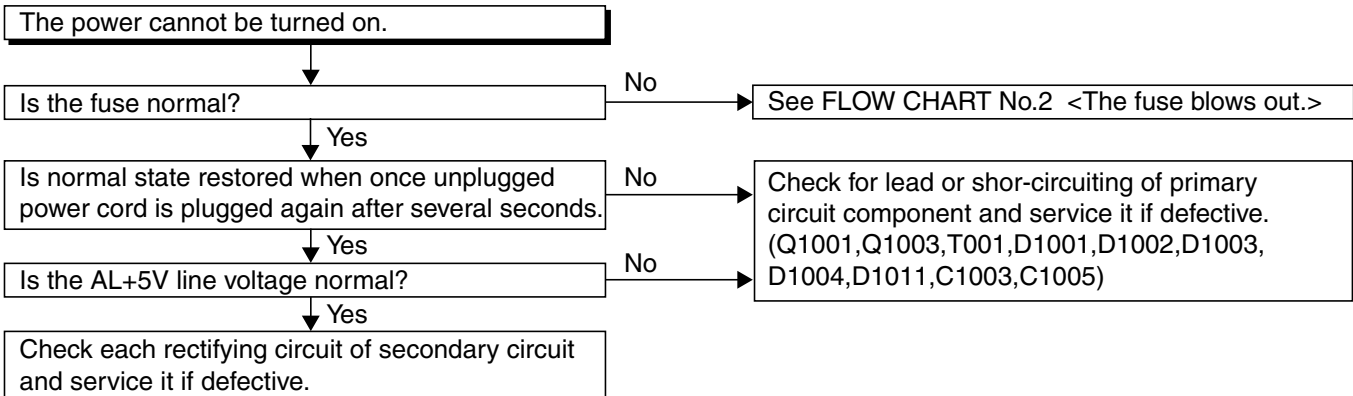 The power cannot be turned on.
No
Is the fuse normal?
See FLOW CHART No.2 <The fuse blows out.>
Yes
Is normal state restored when once unplugged
power cord is plugged again after several seconds.
No
Check for lead or shor-circuiting of primary
circuit component and service it if defective.
(Q1001,Q1003,T001,D1001,D1002,D1003,
D1004,D1011,C1003,C1005)
Yes
No
Is the AL+5V line voltage normal?
Yes
Check each rectifying circuit of secondary circuit
and service it if defective.